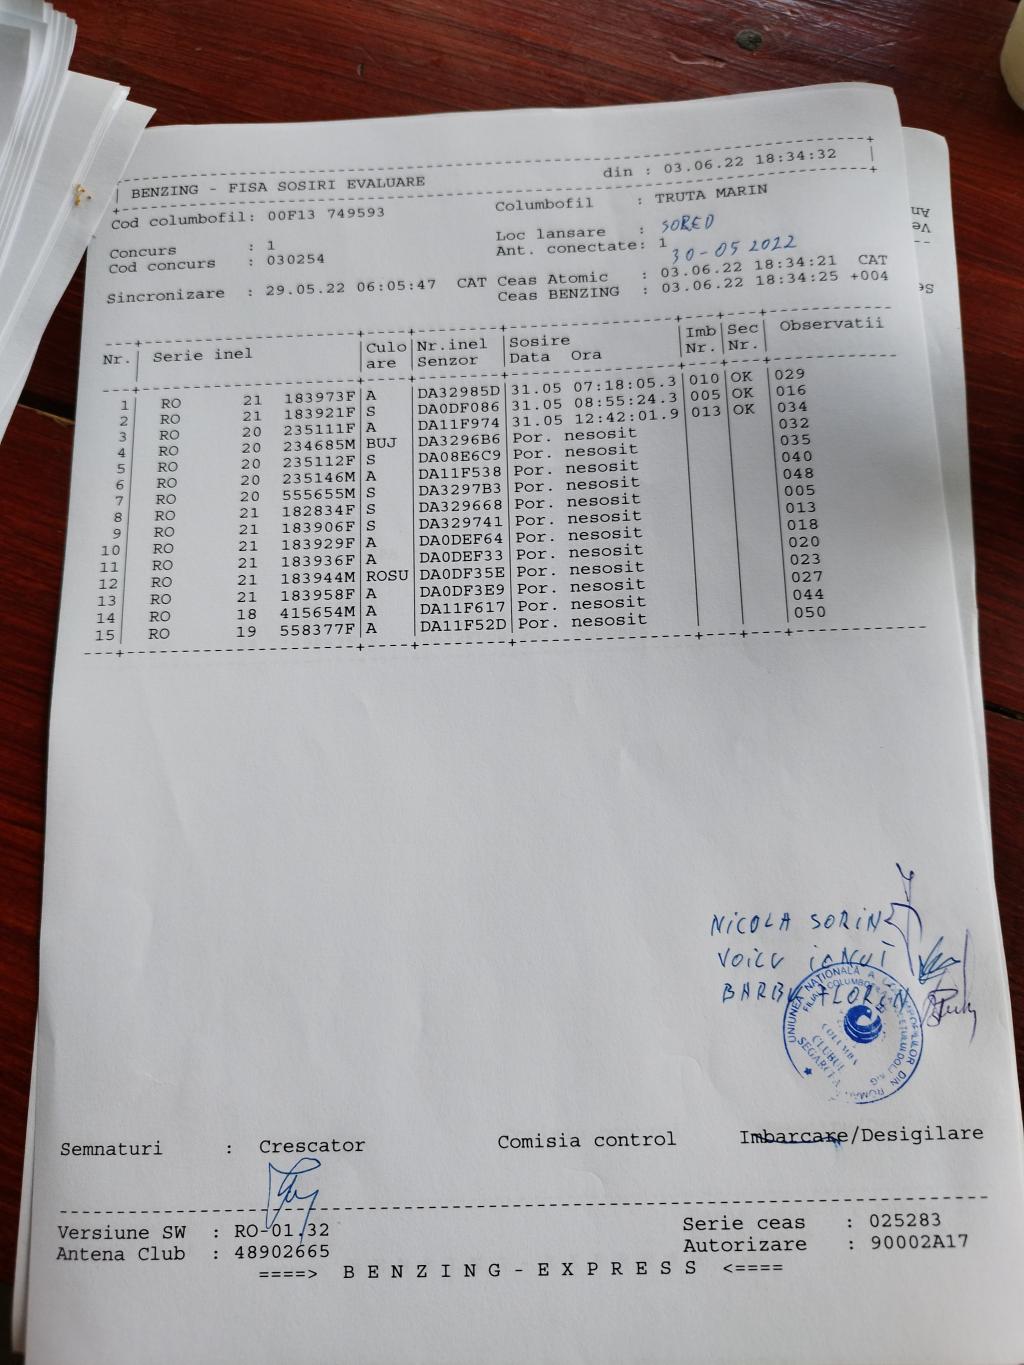 BENZING - FISA SOSIRI EVALUARE din : 03.06.22 18:34:32
Cod columbofil: 00F13 749593 Columbofil : TRUTA MARIN
Loc lansare : SORED
Concurs : 1 Ant. conectate: 1
30-05 2022
Cod concurs : 030254
Ceas Atomic : 03.06.22 18:34:21 CAT
Sincronizare : 29.05.22 06:05:47 CAT Ceas BENZING : 03.06.22 18:34:25 +004
Nr. Serie inel Culo Nr.inel Sosire Imb Sec Observatii
are Senzor Data Ora Nr. Nr.
1 RO 21 183973F A DA32985D 31.05 07:18:05.3 010 OK 029
2 RO 21 183921F S DA0DF086 31.05 08:55:24.3 005 OK 016
3 RO 20 235111F A DA11F974 31.05 12:42:01.9 013 OK 034
4 RO 20 234685M BUJ DA3296B6 Por. nesosit 032
5 RO 20 235112F S DA08E6C9 Por. nesosit 035
6 RO 20 235146M A DA11F538 Por. nesosit 040
7 RO 20 555655M S DA3297B3 Por. nesosit 048
8 RO 21 182834F S DA329668 Por. nesosit 005
9 RO 21 183906F S DA329741 Por. nesosit 013
10 RO 21 183929F A DA0DEF64 Por. nesosit 018
11 RO 21 183936F A DA0DEF33 Por. nesosit 020
12 RO 21 183944M ROSU DA0DF35E Por. nesosit 023
13 RO 21 183958F A DA0DF3E9 Por. nesosit 027
14 RO 18 415654M A DA11F617 Por. nesosit 044
15 RO 19 558377F A DA11F52D Por. nesosit 050
NICOLA SORIN
VOICU IONUT
BARBU FLORIN
UNIUNEA NATIONALA A DIN
COLUMBA
CLUBUL
SEGARCEA
Semnaturi : Crescator Comisia control Imbarcare/Desigilare
Versiune SW : RO-01.32 Serie ceas : 025283
Antena Club : 48902665 Autorizare : 90002A17
====> B E N Z I N G - E X P R E S S <====